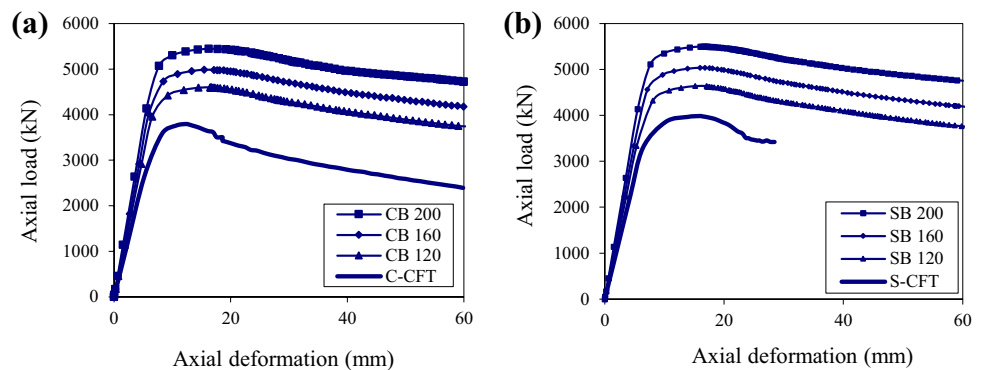 (a)
Axial load (kN)
6000
5000
4000
3000
2000
1000
0
0
20
40
60
Axial deformation (mm)
CB 200
CB 160
CB 120
C-CFT
(b)
Axial load (kN)
6000
5000
4000
3000
2000
1000
0
0
20
40
60
Axial deformation (mm)
SB 200
SB 160
SB 120
S-CFT